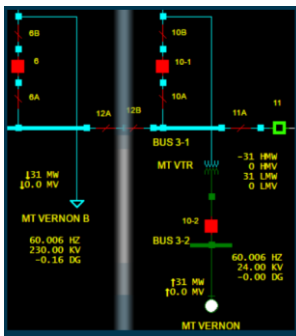 6B
10B
6
10-1
6A
10A
11
12A
12B
11A
BUS 3-1
MT VTR
-31 HMW
0 HMV
31 LMW
0 LMV
↓31 MW
↓0.0 MV
10-2
MT VERNON B
BUS 3-2
60.006 HZ
230.00 KV
-0.16 DG
60.006 HZ
24.00 KV
-0.00 DG
↑31 MW
↑0.0 MV
MT VERNON